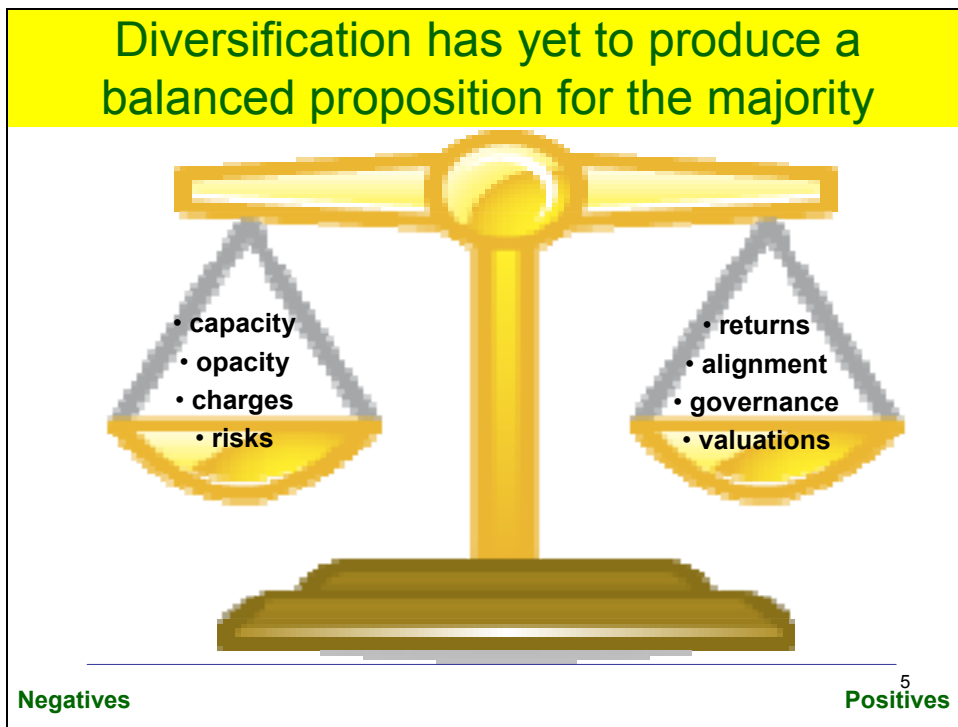 Diversification has yet to produce a
balanced proposition for the majority
• capacity
• opacity
• charges
• risks
• returns
• alignment
• governance
• valuations
5
Negatives
Positives